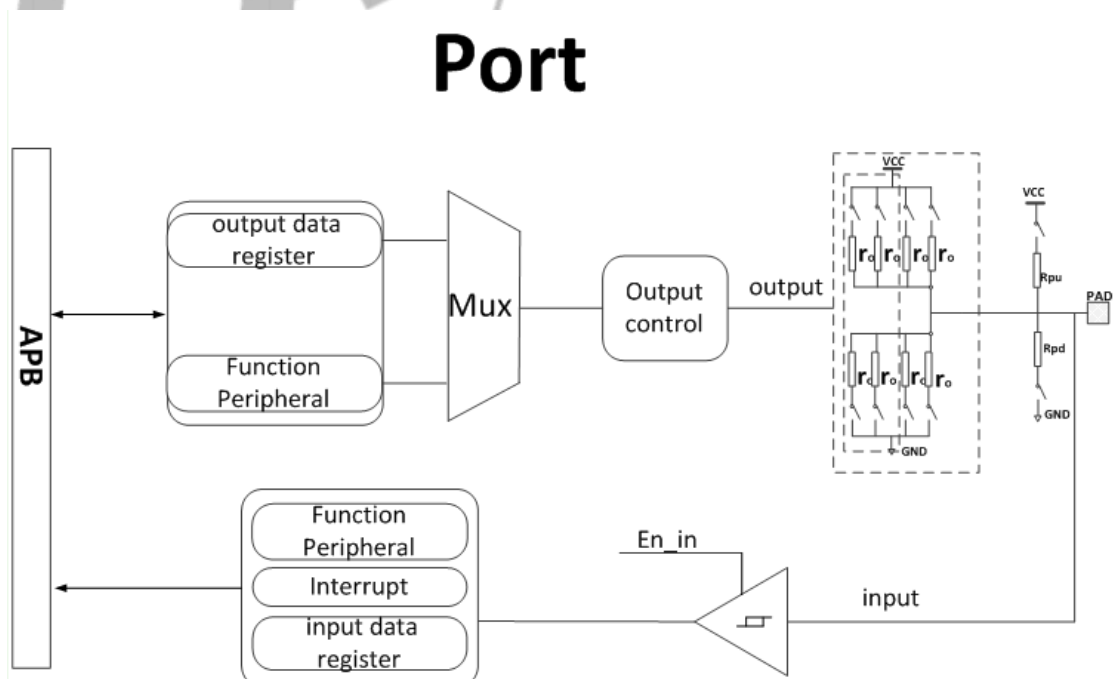 Port
APB
output data
register
Function
Peripheral
Mux
Output
control
output
VCC
ro ro ro ro
ro ro ro ro
GND
VCC
Rpu
PAD
Rpd
GND
Function
Peripheral
Interrupt
input data
register
En_in
input